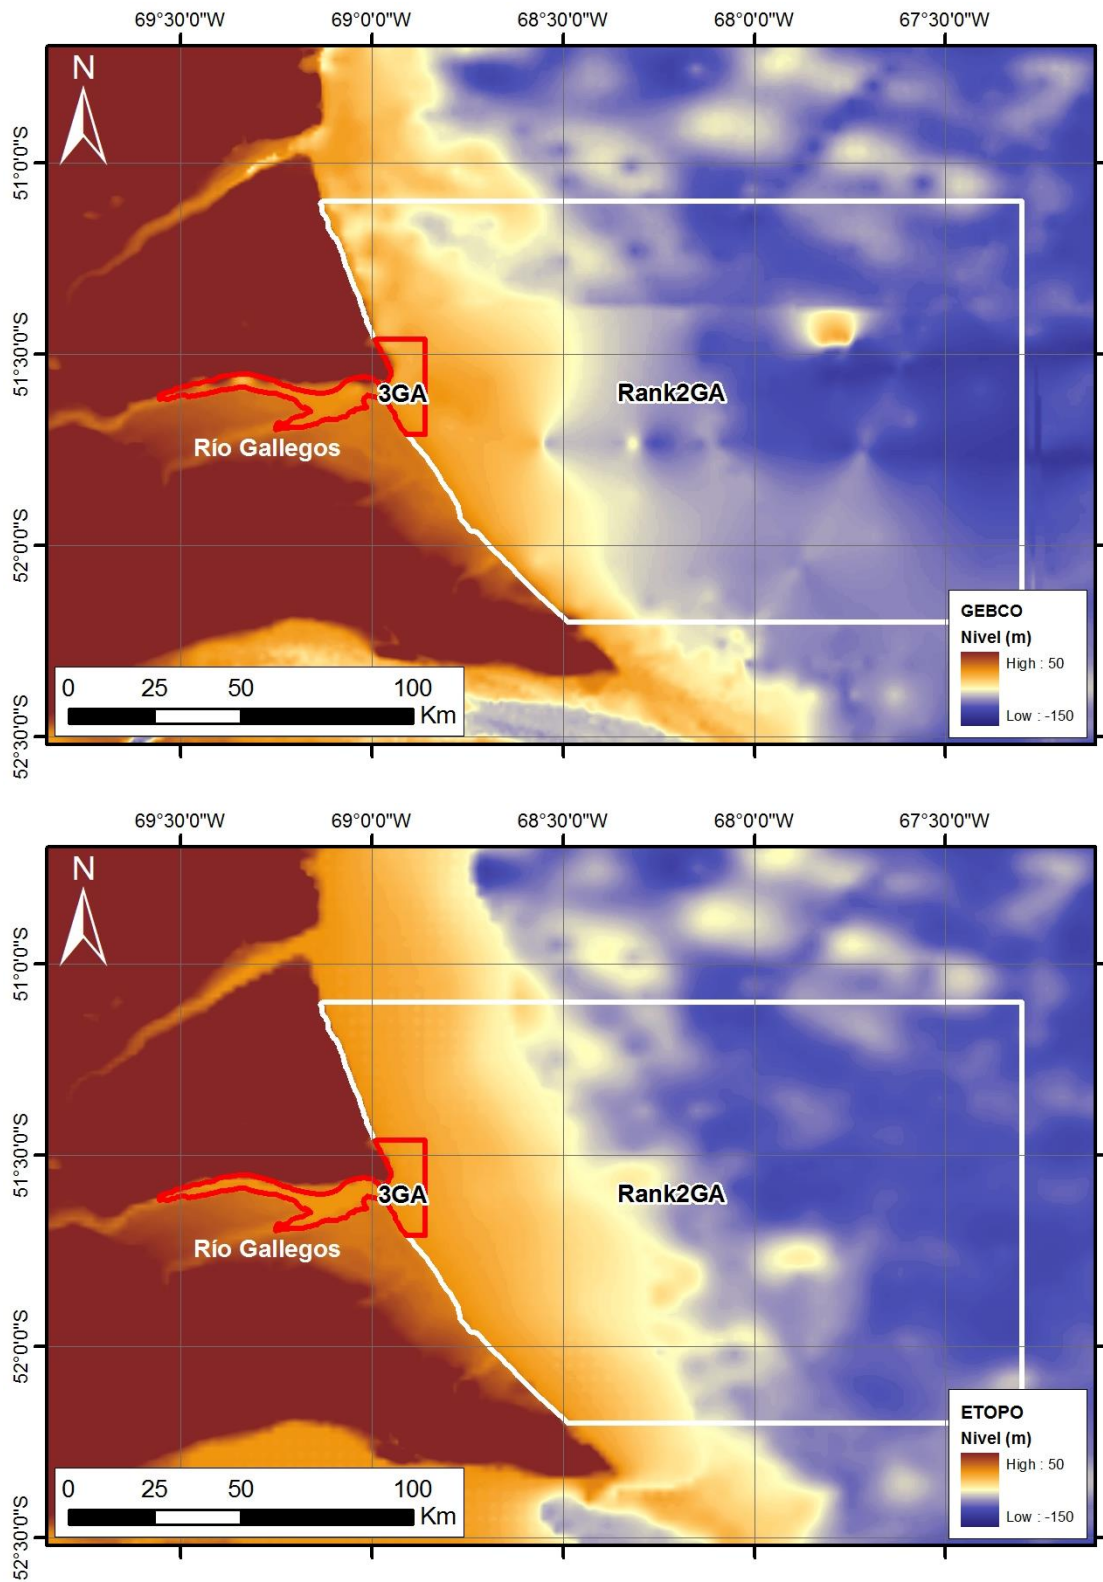 69°30'0"W 69°0'0"W 68°30'0"W 68°0'0"W 67°30'0"W
N
51°0'0"S
51°30'0"S
3GA
Rank2GA
Río Gallegos
52°0'0"S
GEBCO
Nivel (m)
High : 50
Low : -150
0 25 50 100
Km
52°30'0"S
69°30'0"W 69°0'0"W 68°30'0"W 68°0'0"W 67°30'0"W
N
51°0'0"S
51°30'0"S
3GA
Rank2GA
Río Gallegos
52°0'0"S
ETOPO
Nivel (m)
High : 50
Low : -150
0 25 50 100
Km
52°30'0"S